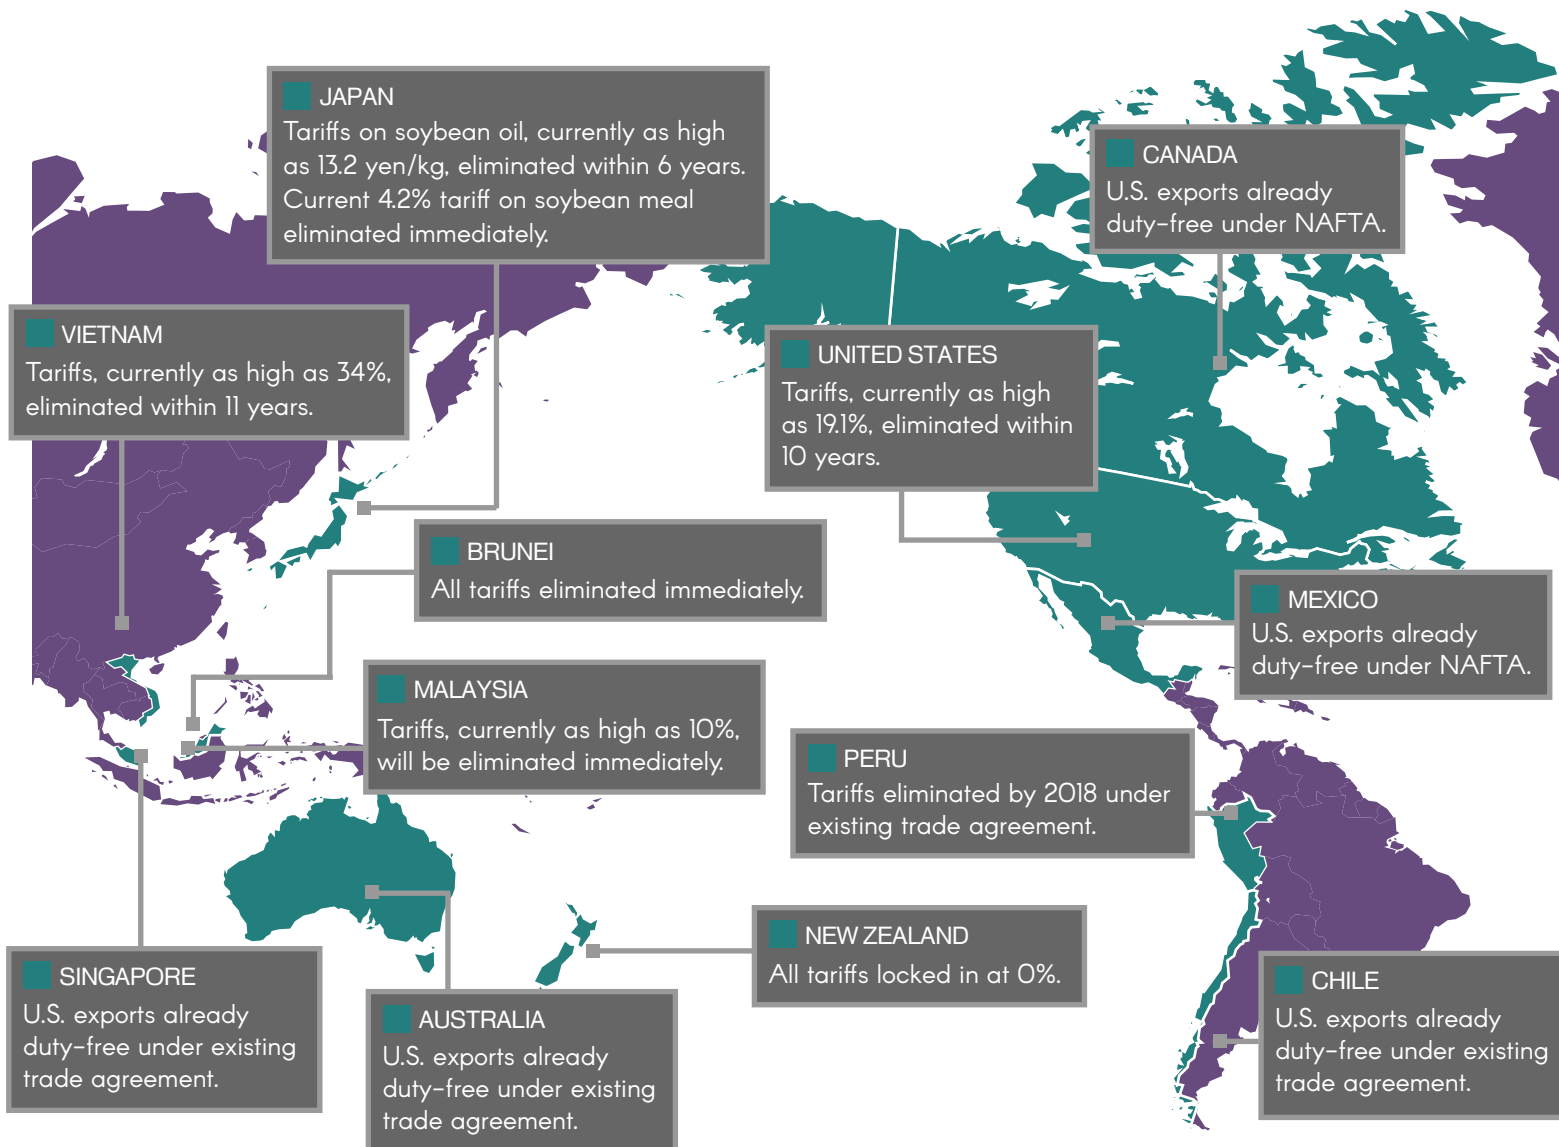 JAPAN
Tariffs on soybean oil, currently as high
as 13.2 yen/kg, eliminated within 6 years.
Current 4.2% tariff on soybean meal
eliminated immediately.
CANADA
U.S. exports already
duty-free under NAFTA.
VIETNAM
Tariffs, currently as high as 34%,
eliminated within 11 years.
UNITED STATES
Tariffs, currently as high
as 19.1%, eliminated within
10 years.
BRUNEI
All tariffs eliminated immediately.
MEXICO
U.S. exports already
duty-free under NAFTA.
MALAYSIA
Tariffs, currently as high as 10%,
will be eliminated immediately.
PERU
Tariffs eliminated by 2018 under
existing trade agreement.
NEW ZEALAND
All tariffs locked in at 0%.
SINGAPORE
U.S. exports already
duty-free under existing
trade agreement.
AUSTRALIA
U.S. exports already
duty-free under existing
trade agreement.
CHILE
U.S. exports already
duty-free under existing
trade agreement.